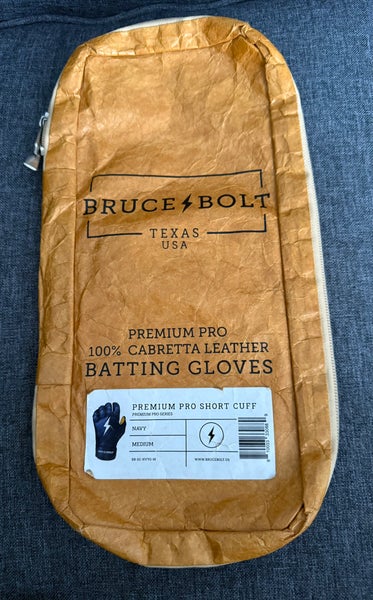 BRUCE BOLT
TEXAS
USA
PREMIUM PRO
100% CABRETTA LEATHER
BATTING GLOVES
PREMIUM PRO SHORT CUFF
PREMIUM PRO SERIES
NAVY
MEDIUM
WWW.BRUCEBOLT.US